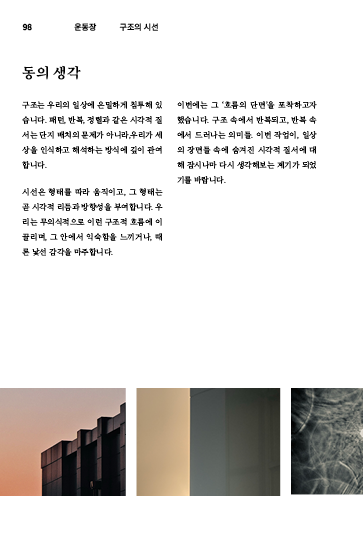 98 운동장 구조의 시선
동의 생각
구조는 우리의 일상에 은밀하게 침투해 있
습니다. 패턴, 반복, 정렬과 같은 시각적 질
서는 단지 배치의 문제가 아니라,우리가 세
상을 인식하고 해석하는 방식에 깊이 관여
합니다.
시선은 형태를 따라 움직이고, 그 형태는
곧 시각적 리듬과 방향성을 부여합니다. 우
리는 무의식적으로 이런 구조적 흐름에 이
끌리며, 그 안에서 익숙함을 느끼거나, 때
론 낯선 감각을 마주합니다.
이번에는 그 ‘흐름의 단면’을 포착하고자
했습니다. 구조 속에서 반복되고, 반복 속
에서 드러나는 의미들. 이번 작업이, 일상
의 장면들 속에 숨겨진 시각적 질서에 대
해 잠시나마 다시 생각해보는 계기가 되었
기를 바랍니다.